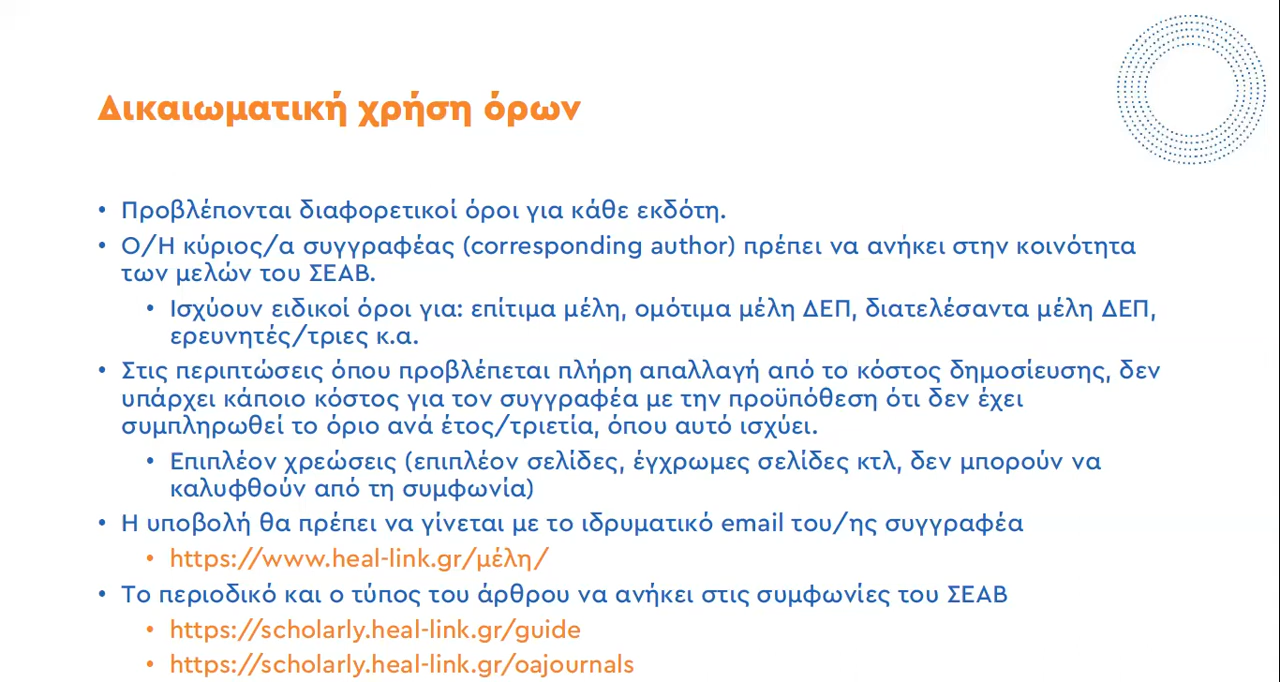 Δικαιωματική χρήση όρων
• Προβλέπονται διαφορετικοί όροι για κάθε εκδότη.
• Ο/Η κύριος/α συγγραφέας (corresponding author) πρέπει να ανήκει στην κοινότητα
των μελών του ΣΕΑΒ.
• Ισχύουν ειδικοί όροι για: επίτιμα μέλη, ομότιμα μέλη ΔΕΠ, διατελέσαντα μέλη ΔΕΠ,
ερευνητές/τριες κ.α.
• Στις περιπτώσεις όπου προβλέπεται πλήρη απαλλαγή από το κόστος δημοσίευσης, δεν
υπάρχει κάποιο κόστος για τον συγγραφέα με την προϋπόθεση ότι δεν έχει
συμπληρωθεί το όριο ανά έτος/τριετία, όπου αυτό ισχύει.
• Επιπλέον χρεώσεις (επιπλέον σελίδες, έγχρωμες σελίδες κτλ, δεν μπορούν να
καλυφθούν από τη συμφωνία)
• Η υποβολή θα πρέπει να γίνεται με το ιδρυματικό email του/ης συγγραφέα
• https://www.heal-link.gr/μέλη/
• Το περιοδικό και ο τύπος του άρθρου να ανήκει στις συμφωνίες του ΣΕΑΒ
• https://scholarly.heal-link.gr/guide
• https://scholarly.heal-link.gr/oajournals